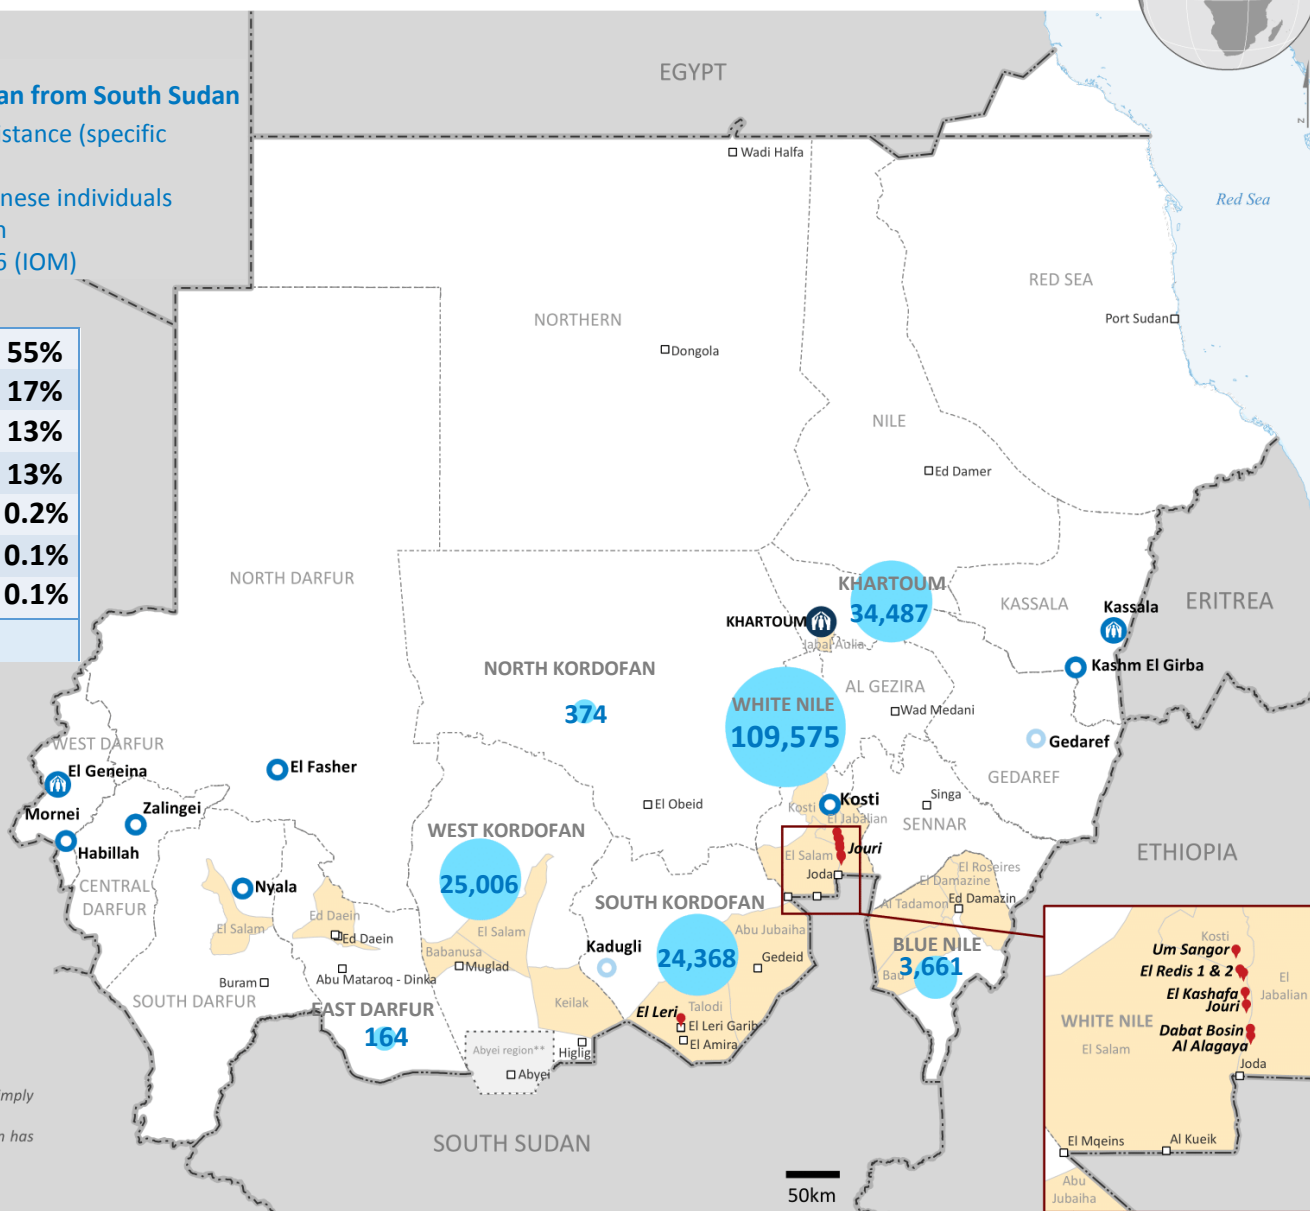 EGYPT
an from South Sudan
istance (specific
nese individuals
(IOM)
Wadi Halfa
Red Sea
RED SEA
Port Sudan
NORTHERN
Dongola
55%
17%
13%
13%
0.2%
0.1%
0.1%
NILE
Ed Damer
NORTH DARFUR
KHARTOUM
34,487
KHARTOUM
Jabal Aulia
KASSALA
Kassala
ERITREA
Kashm El Girba
NORTH KORDOFAN
374
WHITE NILE
109,575
AL GEZIRA
Wad Medani
Gedaref
GEDAREF
WEST DARFUR
El Geneina
El Fasher
Mornei
Zalingei
Habillah
El Obeid
Kosti
Kosti
El Jabalian
Singa
SENNAR
WEST KORDOFAN
25,006
Jouri
El Salam
Joda
ETHIOPIA
CENTRAL
DARFUR
Nyala
El Salam
Ed Daein
Ed Daein
El Salam
Babanusa
Muglad
SOUTH KORDOFAN
24,368
Abu Jubaiha
Gedeid
Kadugli
El Roseires
El Damazine
Al Tadamon
Ed Damazin
BLUE NILE
3,661
Bau
SOUTH DARFUR
Buram
Abu Mataroq - Dinka
EAST DARFUR
164
Keilak
El Leri
Talodi
El Leri Garib
El Amira
Abyei region**
Higlig
Abyei
Kosti
Um Sangor
El Redis 1 & 2
El Kashafa
Jouri
El
Jabalian
WHITE NILE
El Salam
Dabat Bosin
Al Alagaya
Joda
El Mqeins
Al Kueik
Abu
Jubaiha
imply
n has
SOUTH SUDAN
50km